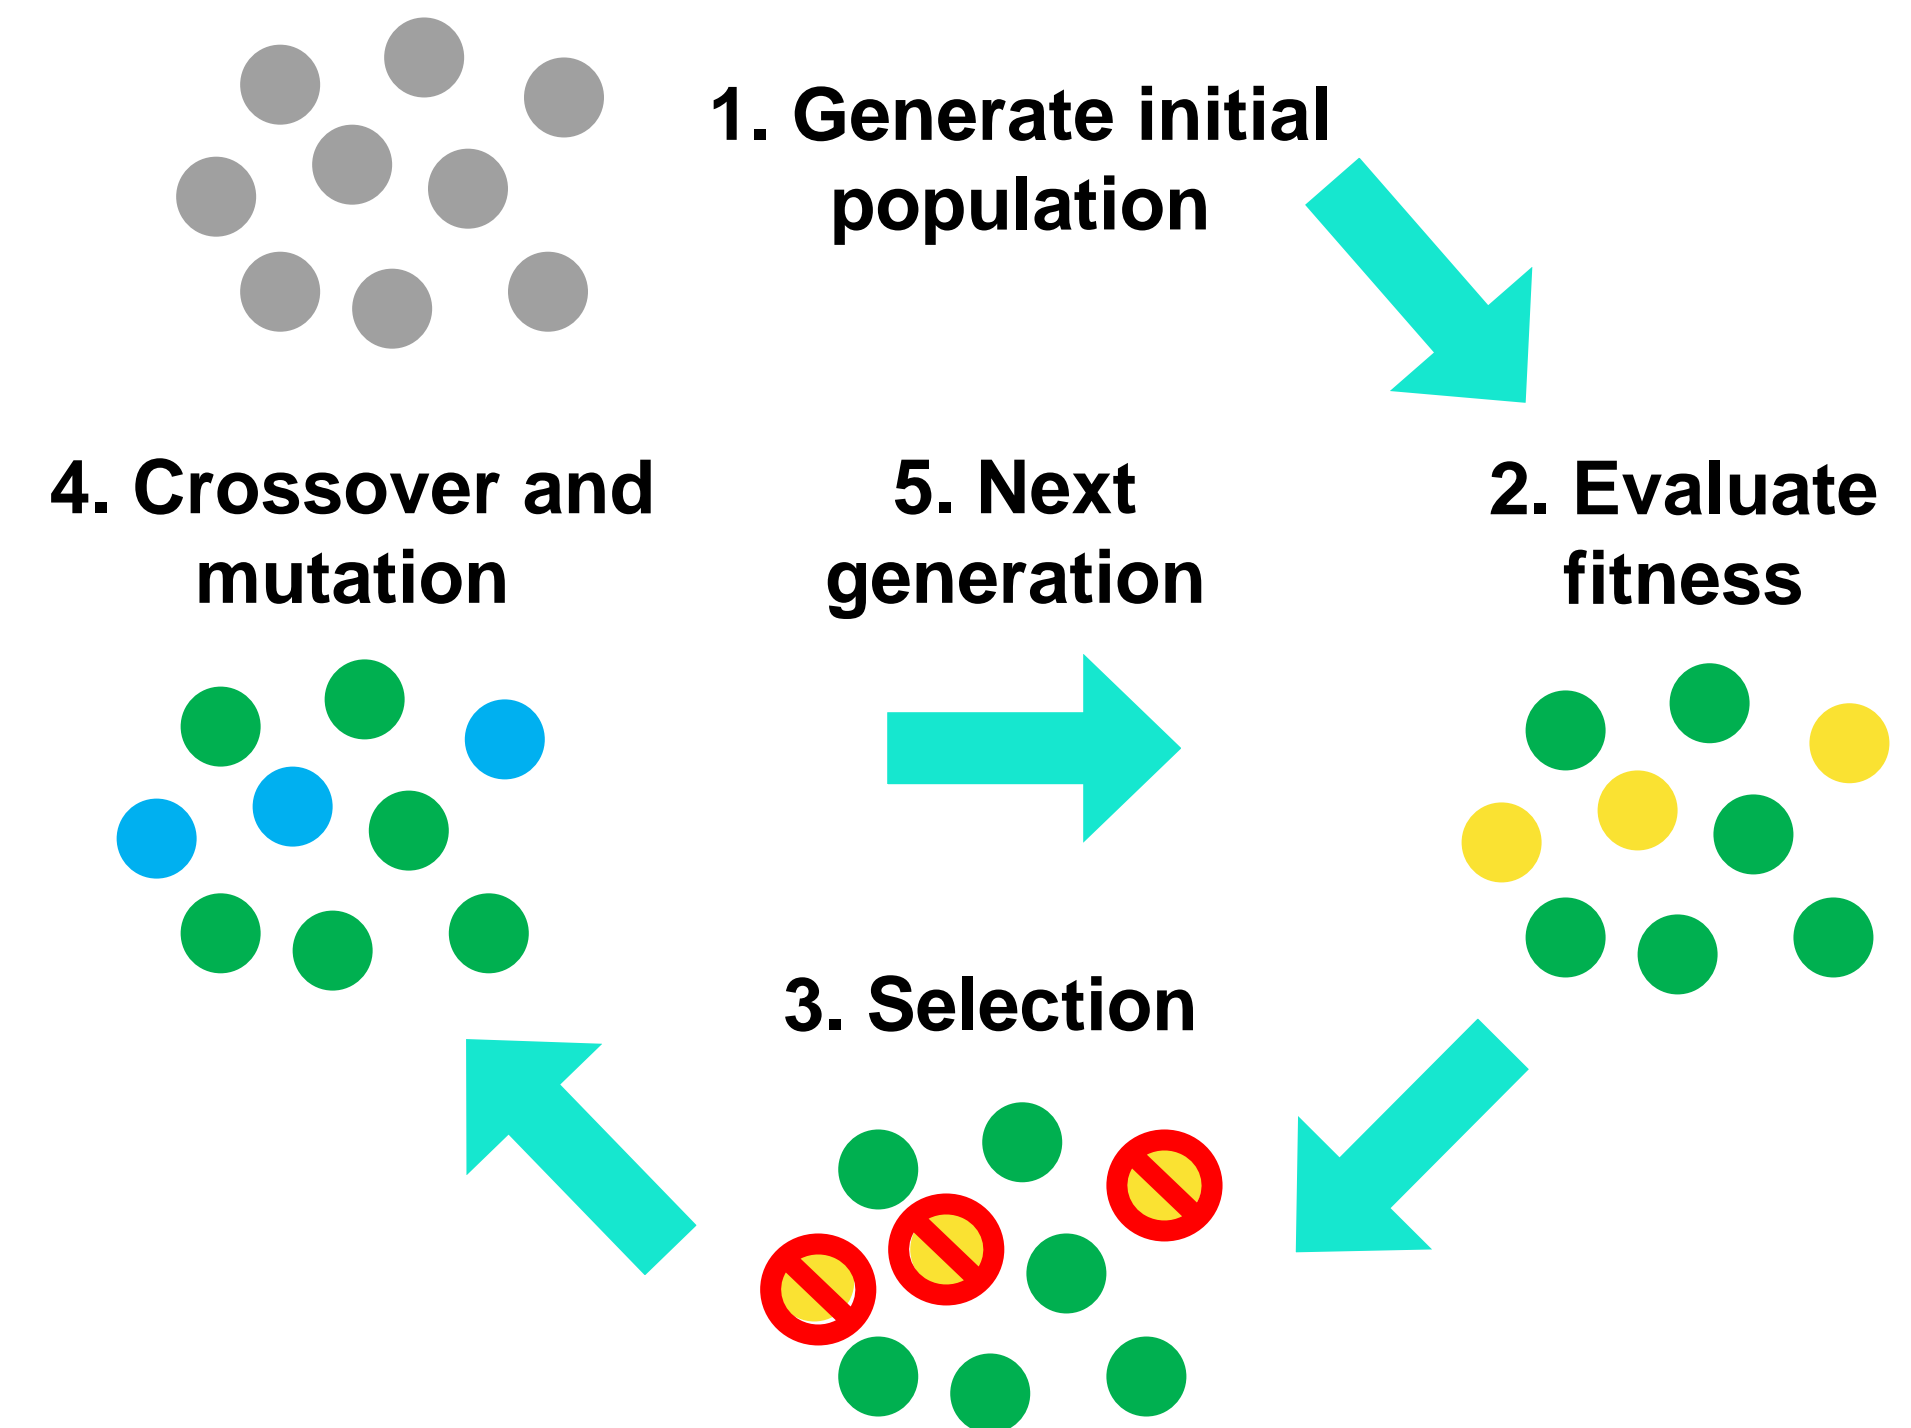 1. Generate initial
population
4. Crossover and
mutation
5. Next
generation
2. Evaluate
fitness
3. Selection